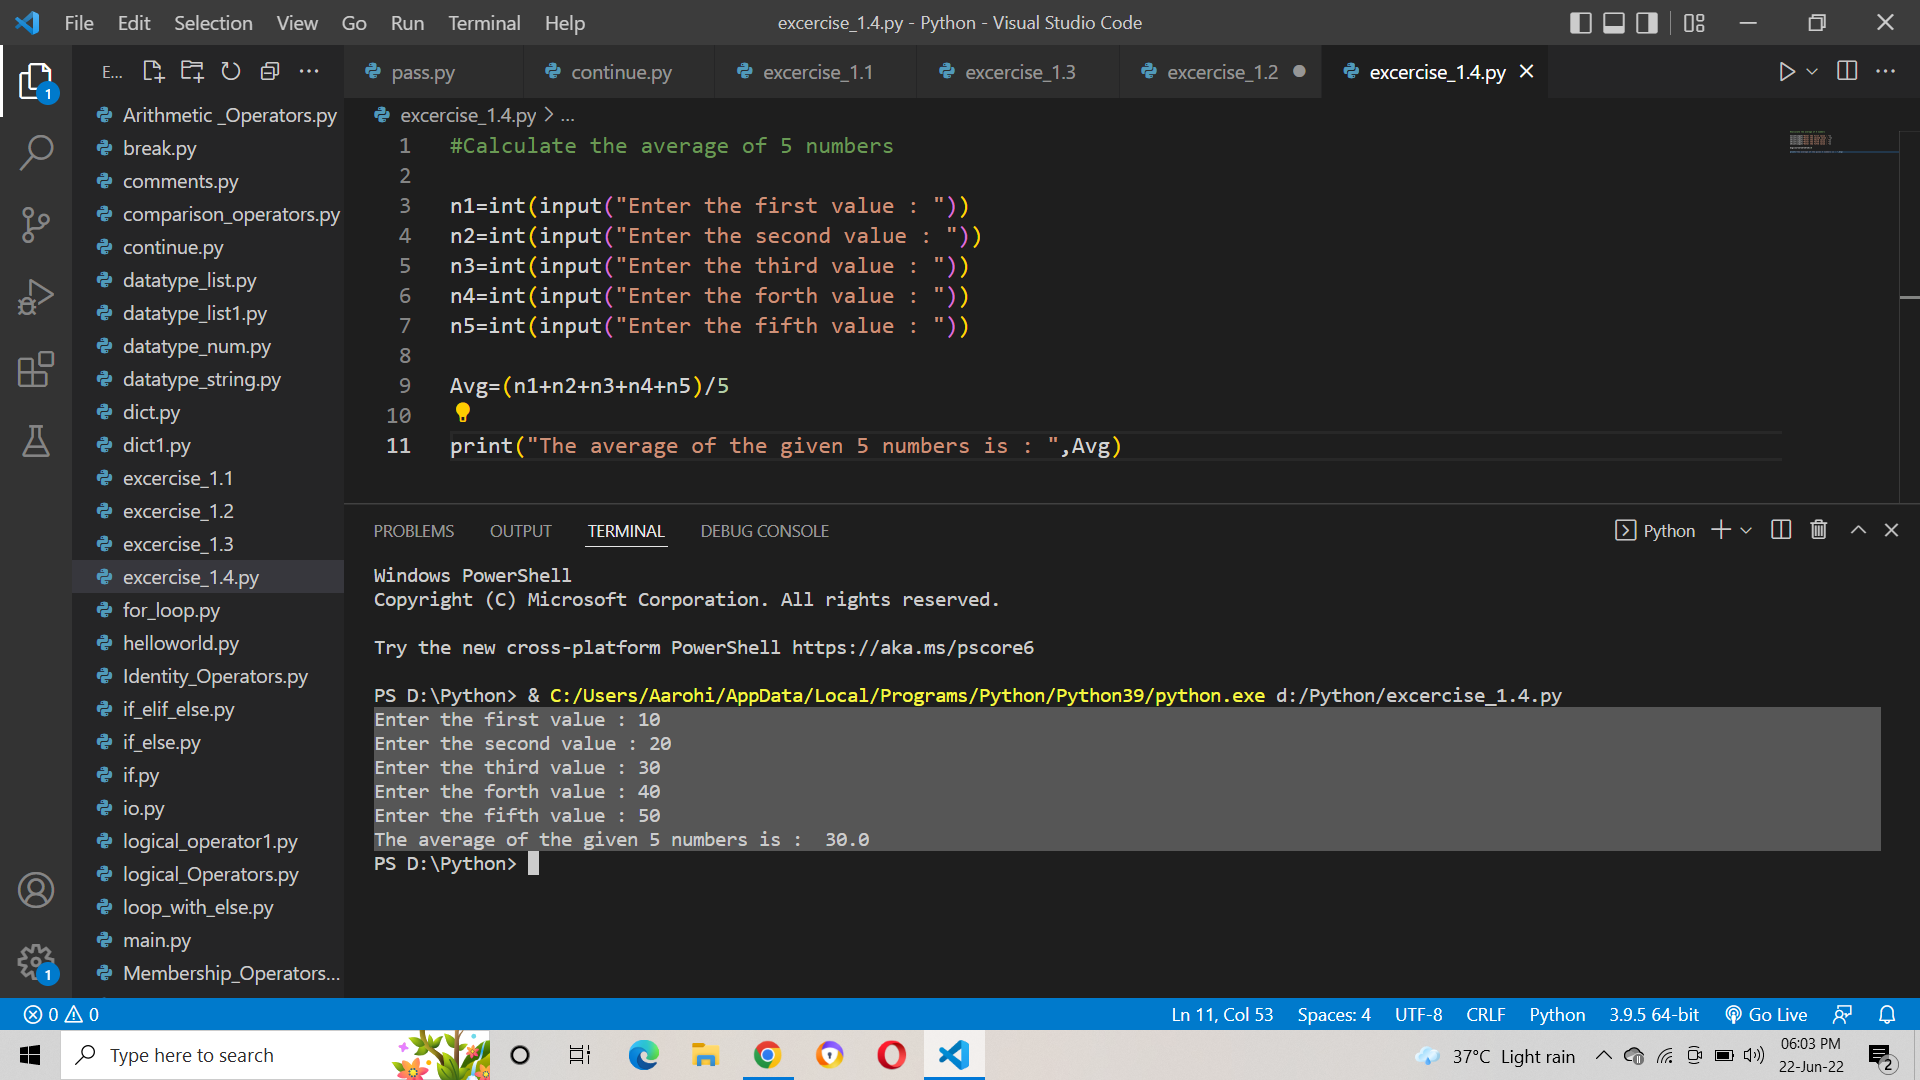 File Edit Selection View Go Run Terminal Help excercise_1.4.py - Python - Visual Studio Code
E... pass.py continue.py excercise_1.1 excercise_1.3 excercise_1.2 excercise_1.4.py
1
excercise_1.4.py > ...
Arithmetic _Operators.py
break.py
comments.py
comparison_operators.py
continue.py
datatype_list.py
datatype_list1.py
datatype_num.py
datatype_string.py
dict.py
dict1.py
excercise_1.1
excercise_1.2
excercise_1.3
excercise_1.4.py
for_loop.py
helloworld.py
Identity_Operators.py
if_elif_else.py
if_else.py
if.py
io.py
logical_operator1.py
logical_Operators.py
loop_with_else.py
main.py
Membership_Operators...
1
1 #Calculate the average of 5 numbers
2
3 n1=int(input("Enter the first value : "))
4 n2=int(input("Enter the second value : "))
5 n3=int(input("Enter the third value : "))
6 n4=int(input("Enter the forth value : "))
7 n5=int(input("Enter the fifth value : "))
8
9 Avg=(n1+n2+n3+n4+n5)/5
10
11 print("The average of the given 5 numbers is : ",Avg)
PROBLEMS OUTPUT TERMINAL DEBUG CONSOLE Python
Windows PowerShell
Copyright (C) Microsoft Corporation. All rights reserved.
Try the new cross-platform PowerShell https://aka.ms/pscore6
PS D:\Python> & C:/Users/Aarohi/AppData/Local/Programs/Python/Python39/python.exe d:/Python/excercise_1.4.py
Enter the first value : 10
Enter the second value : 20
Enter the third value : 30
Enter the forth value : 40
Enter the fifth value : 50
The average of the given 5 numbers is :  30.0
PS D:\Python>
0 0 Ln 11, Col 53 Spaces: 4 UTF-8 CRLF Python 3.9.5 64-bit Go Live
Type here to search 37°C Light rain 06:03 PM
22-Jun-22 2